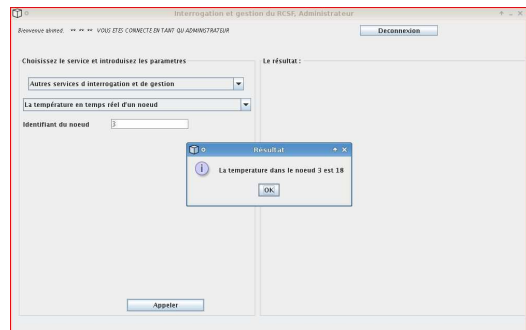 Interrogation et gestion du RCSF, Administrateur
Bienvenue ahmed. ** ** ** VOUS ETES CONNECTE EN TANT QU ADMINISTRATEUR
Deconnexion
Choisissez le service et introduisez les parametres
Le résultat :
Autres services d interrogation et de gestion
La température en temps réel d'un noeud
Identifiant du noeud
3
Résultat
La temperature dans le noeud 3 est 18
OK
Appeler